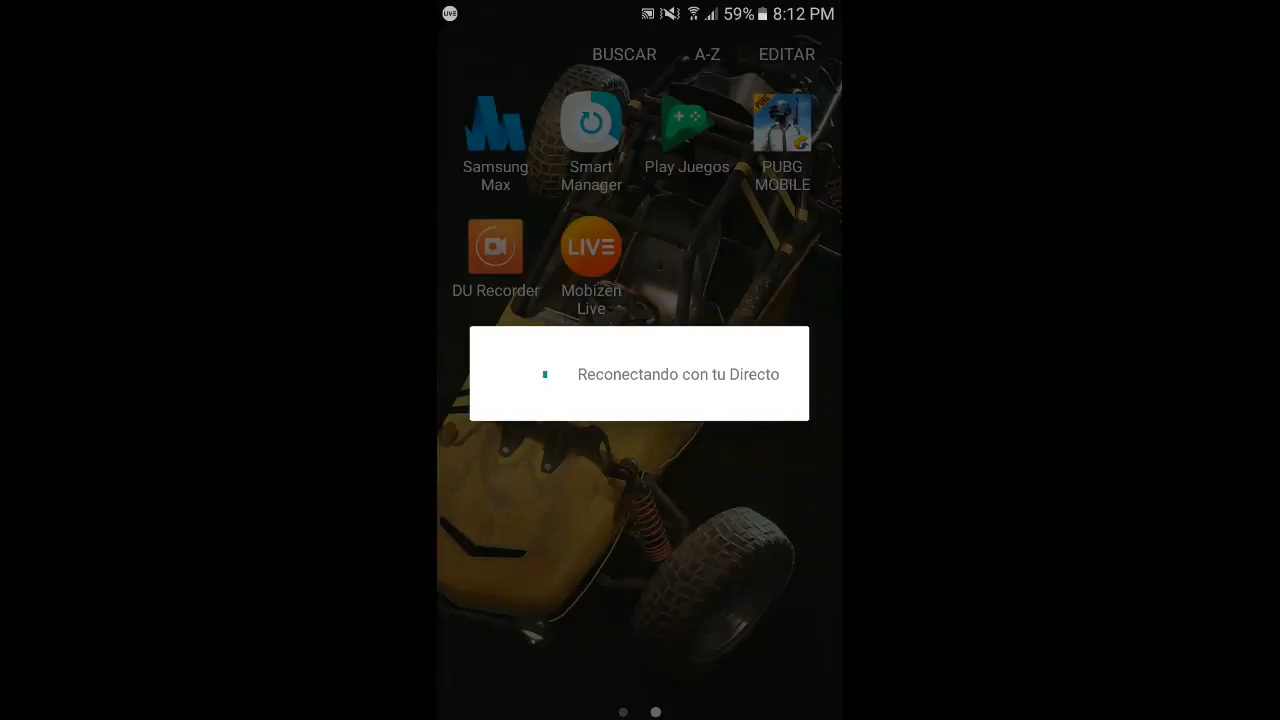 LIVE 59% 8:12 PM
BUSCAR A-Z EDITAR
Samsung Max
Smart Manager
Play Juegos
PUBG MOBILE
LIVE
DU Recorder
Mobizen Live
Reconectando con tu Directo